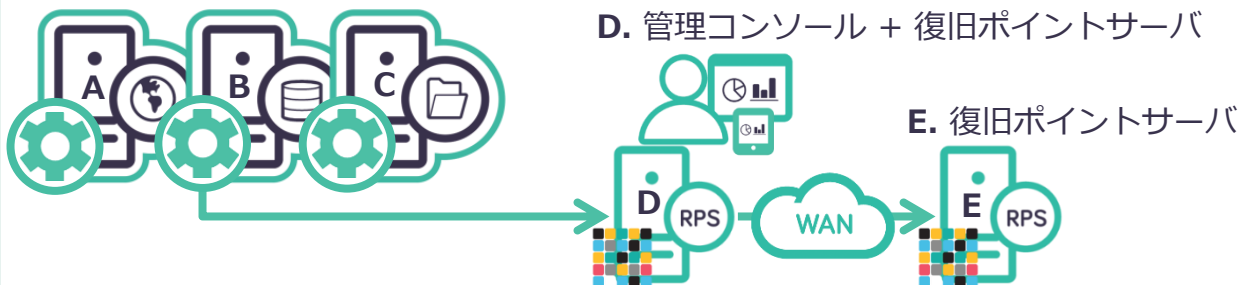 D. 管理コンソール + 復旧ポイントサーバ
A
B
C
E. 復旧ポイントサーバ
D
RPS
WAN
E
RPS